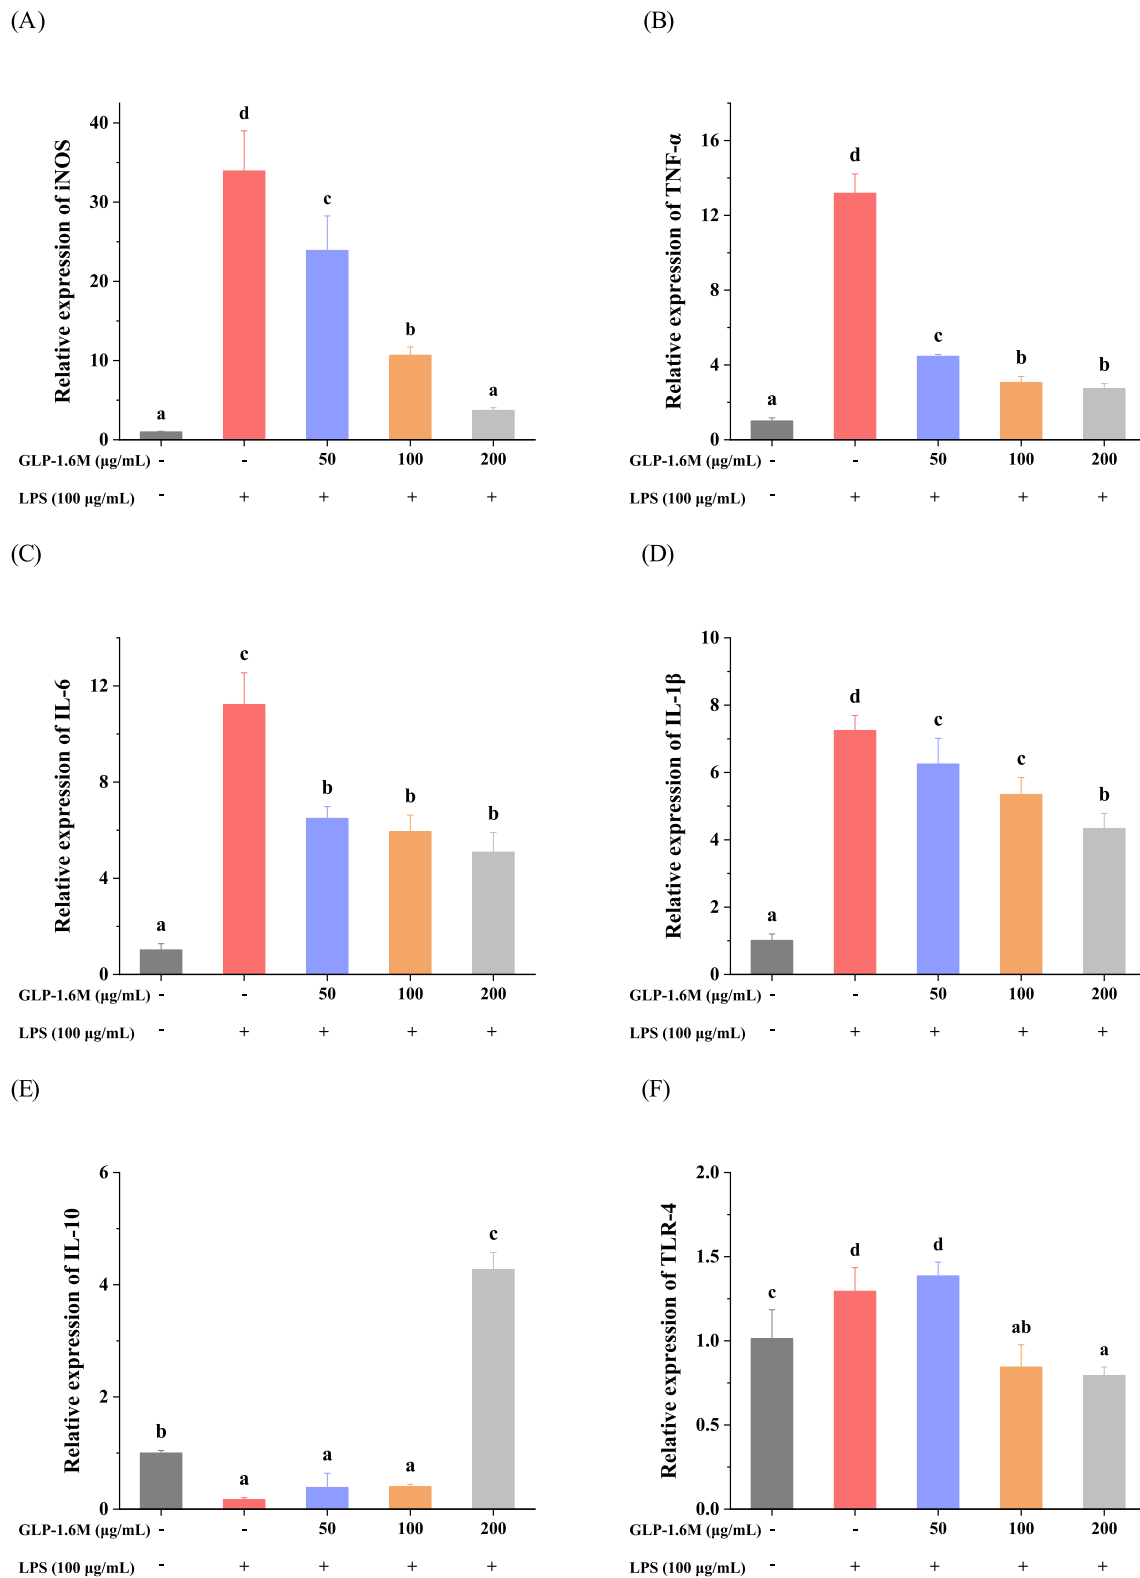 (A)
Relative expression of iNOS
40
30
20
10
0
a
d
c
b
a
GLP-1.6M (μg/mL) - - 50 100 200
LPS (100 μg/mL) - + + + +
(B)
Relative expression of TNF-α
16
12
8
4
0
a
d
c
b
b
GLP-1.6M (μg/mL) - - 50 100 200
LPS (100 μg/mL) - + + + +
(C)
Relative expression of IL-6
12
8
4
0
a
c
b
b
b
GLP-1.6M (μg/mL) - - 50 100 200
LPS (100 μg/mL) - + + + +
(D)
Relative expression of IL-1β
10
8
6
4
2
0
a
d
c
c
b
GLP-1.6M (μg/mL) - - 50 100 200
LPS (100 μg/mL) - + + + +
(E)
Relative expression of IL-10
6
4
2
0
b
a
a
a
c
GLP-1.6M (μg/mL) - - 50 100 200
LPS (100 μg/mL) - + + + +
(F)
Relative expression of TLR-4
2.0
1.5
1.0
0.5
0.0
c
d
d
ab
a
GLP-1.6M (μg/mL) - - 50 100 200
LPS (100 μg/mL) - + + + +